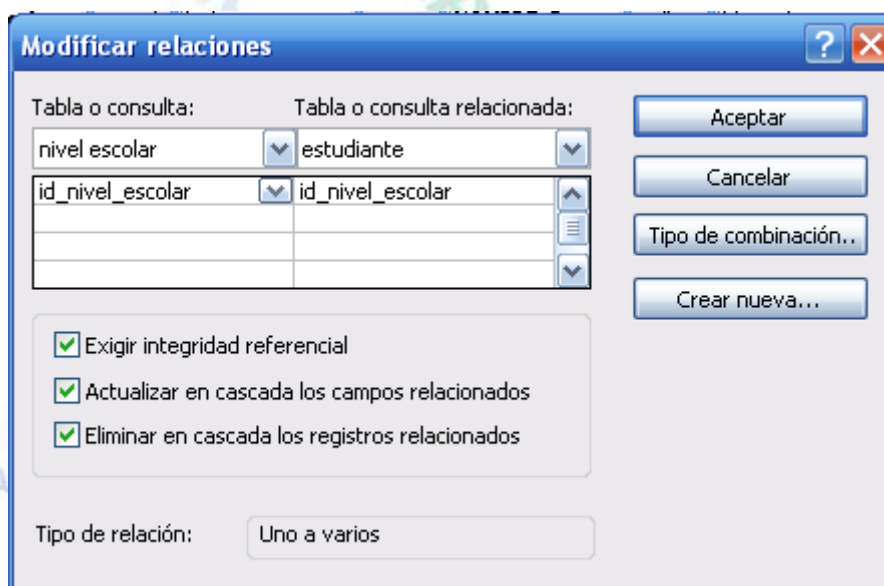 Modificar relaciones
Tabla o consulta: Tabla o consulta relacionada:
nivel escolar estudiante
id_nivel_escolar id_nivel_escolar
Aceptar
Cancelar
Tipo de combinación..
Crear nueva...
Exigir integridad referencial
Actualizar en cascada los campos relacionados
Eliminar en cascada los registros relacionados
Tipo de relación: Uno a varios